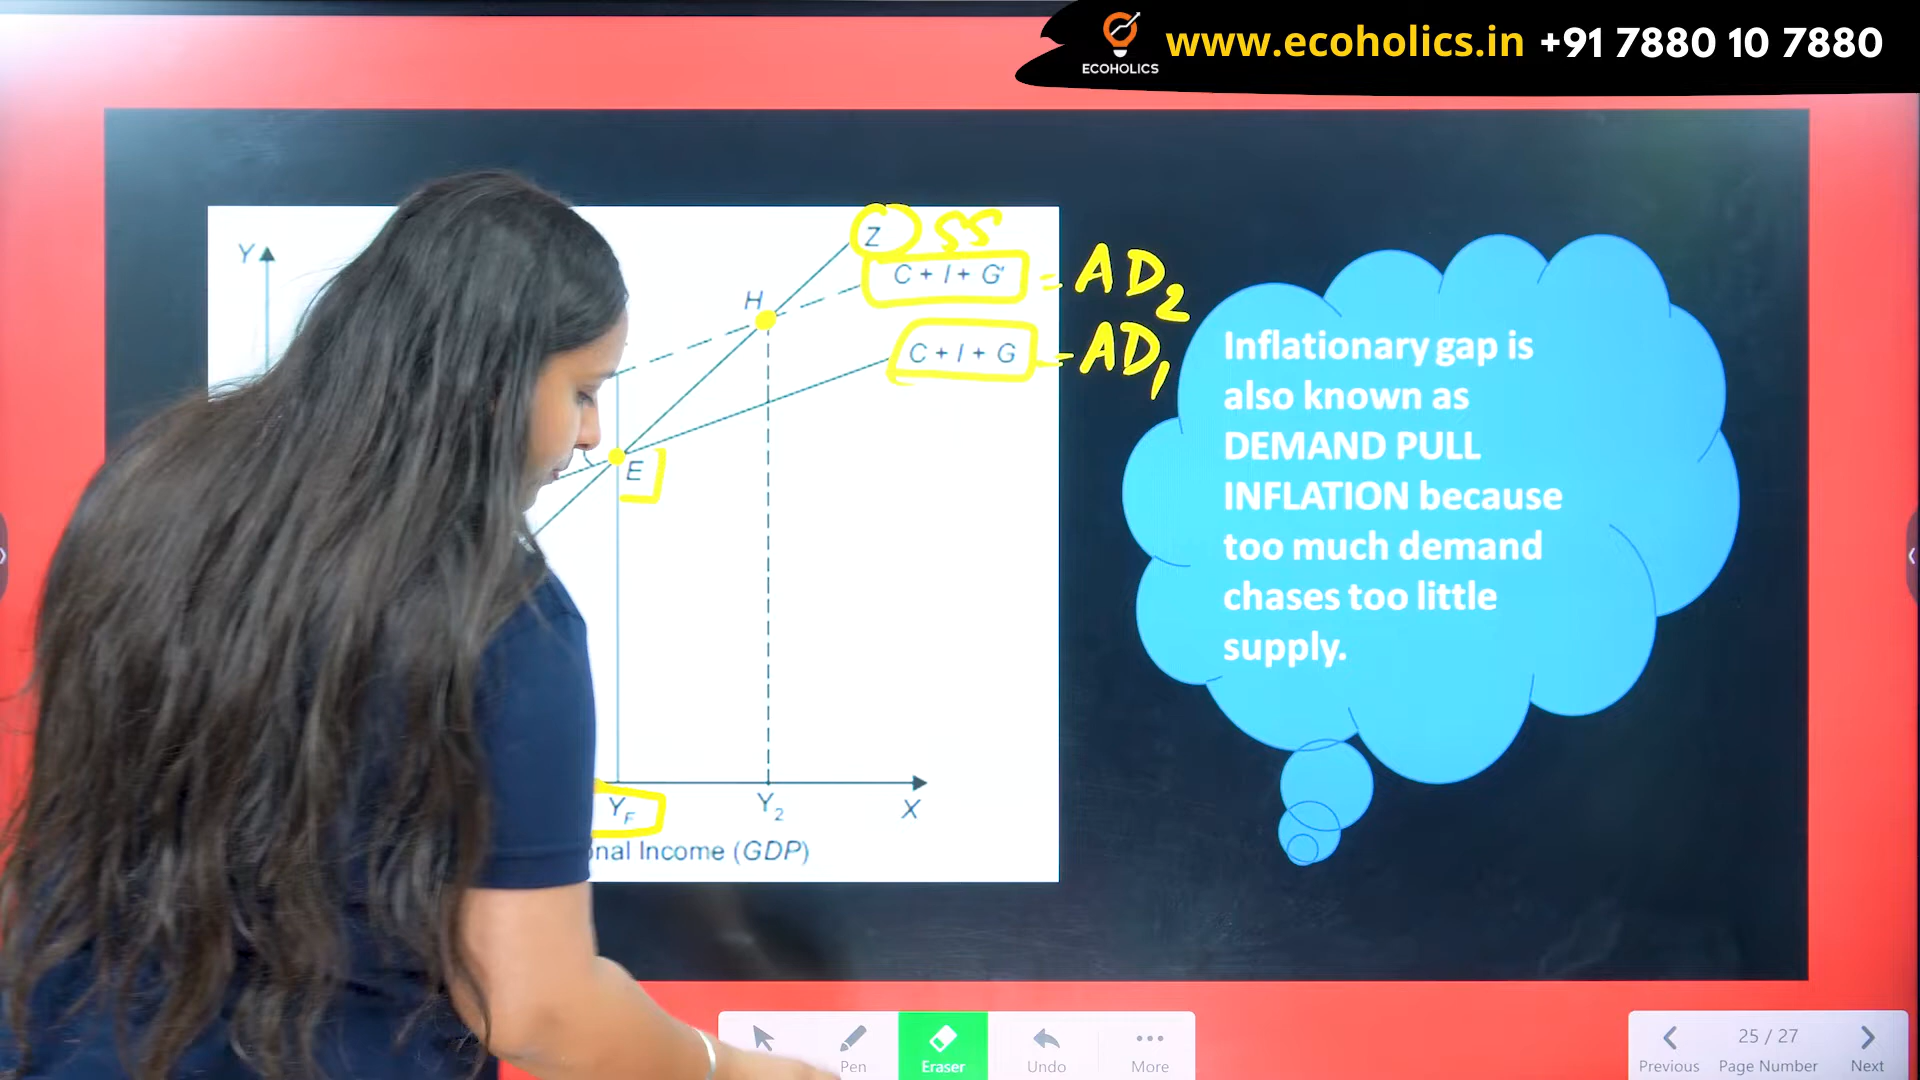 ECOHOLICS
www.ecoholics.in +91 7880 10 7880
Y
Z SS
C + I + G' = AD2
H
C + I + G = AD1
E
YF
Y2
X
nal Income (GDP)
Inflationary gap is
also known as
DEMAND PULL
INFLATION because
too much demand
chases too little
supply.
Pen
Eraser
Undo
More
Previous
25 / 27
Page Number
Next